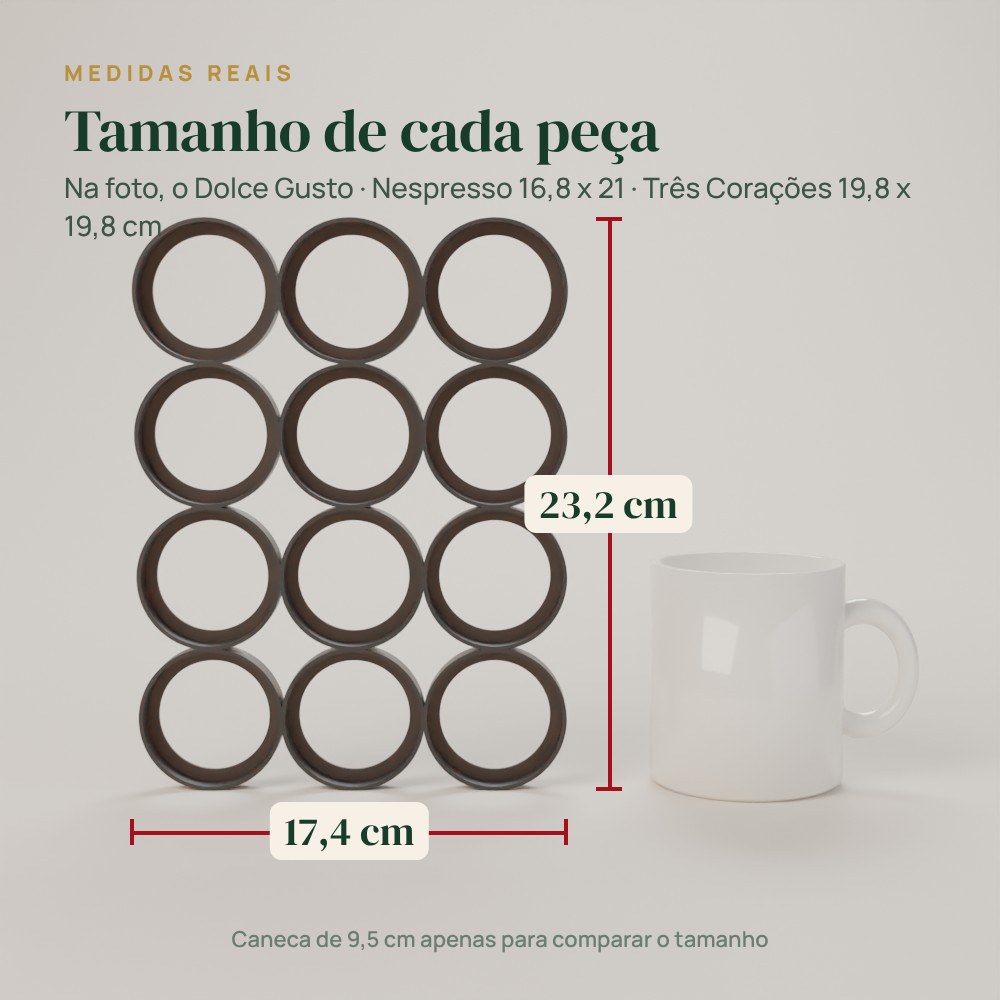 MEDIDAS REAIS
Tamanho de cada peça
Na foto, o Dolce Gusto · Nespresso 16,8 x 21 · Três Corações 19,8 x
19,8 cm
23,2 cm
17,4 cm
Caneca de 9,5 cm apenas para comparar o tamanho